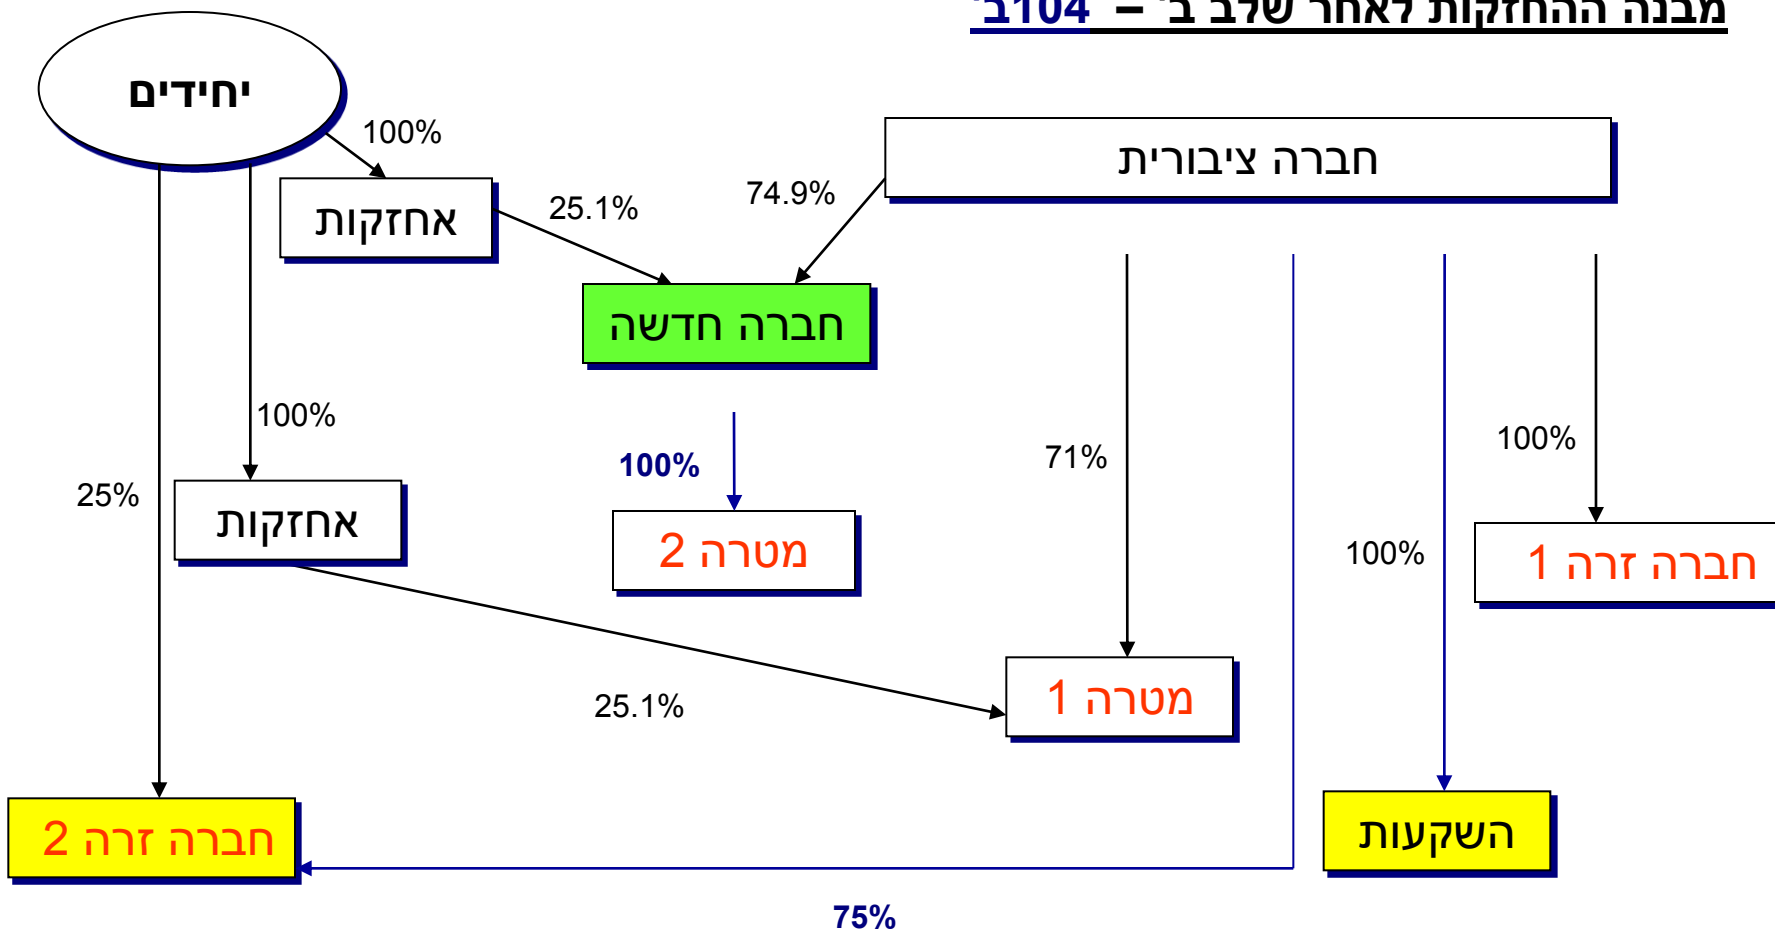 מבנה ההחזקות לאחר שלב ב' – 104ב'
יחידים
100%
חברה ציבורית
אחזקות
25.1%
74.9%
חברה חדשה
100%
100%
71%
100%
25%
אחזקות
מטרה 2
100%
חברה זרה 1
25.1%
מטרה 1
חברה זרה 2
השקעות
75%